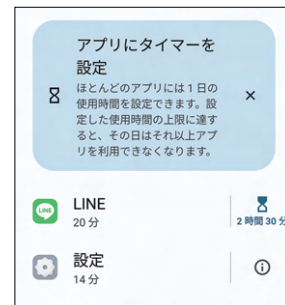 アプリにタイマーを
設定
ほとんどのアプリには1日の
使用時間を設定できます。設
定した使用時間の上限に達す
ると、その日はそれ以上アプ
リを利用できなくなります。
LINE
LINE
20 分
2 時間 30 分
設定
14 分